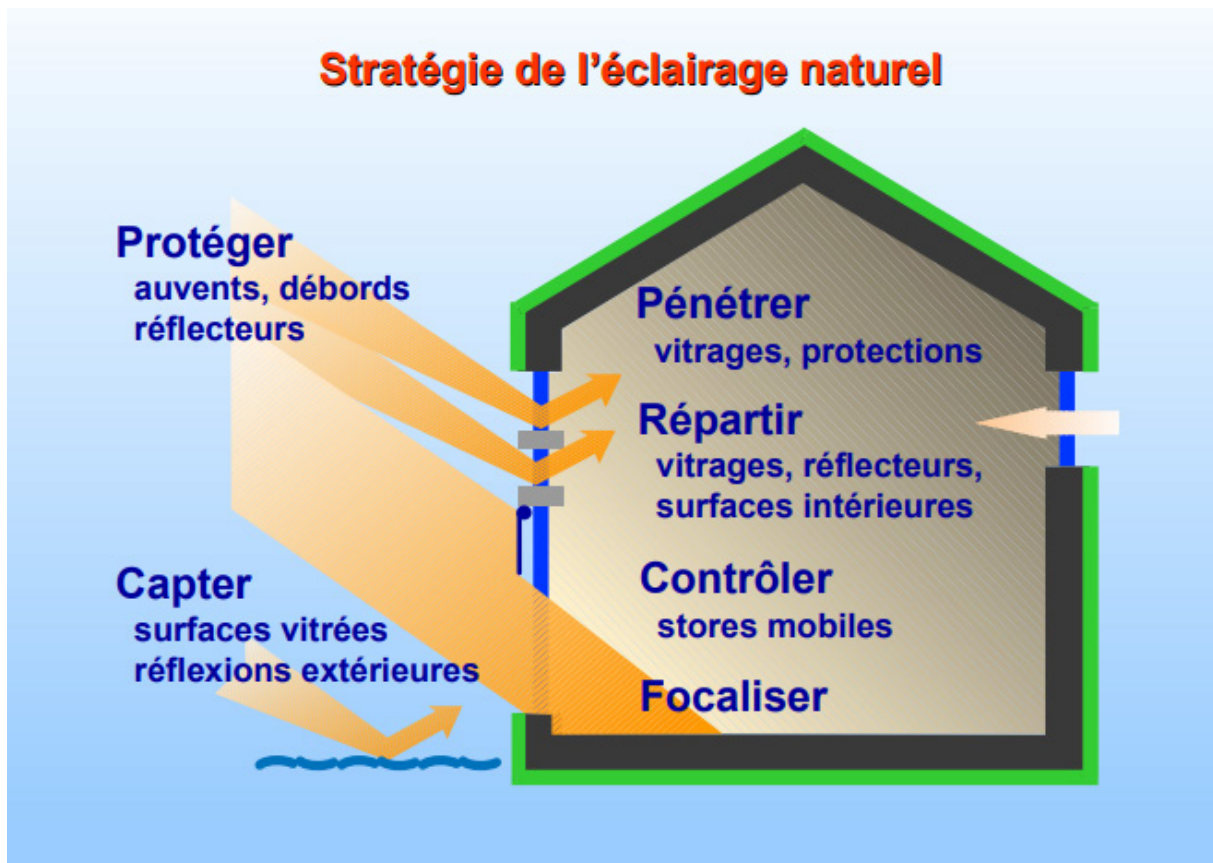 Stratégie de l’éclairage naturel
Protéger
auvents, débords
réflecteurs
Capter
surfaces vitrées
réflexions extérieures
Pénétrer
vitrages, protections
Répartir
vitrages, réflecteurs,
surfaces intérieures
Contrôler
stores mobiles
Focaliser